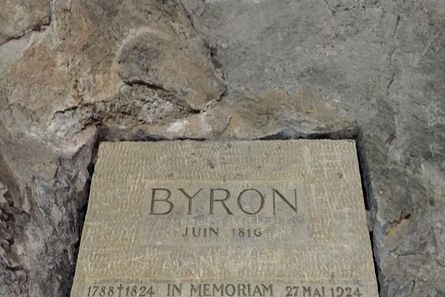 BYRON
JUIN 1816
1788†1824 IN MEMORIAM 27 MAI 1924